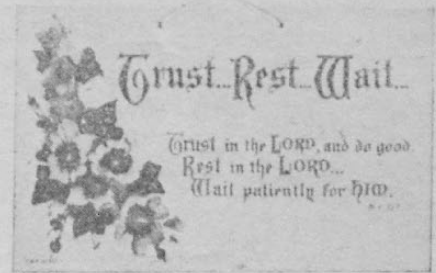 Trust... Rest... Wait...
Trust in the LORD, and do good.
Rest in the LORD...
Wait patiently for HIM.